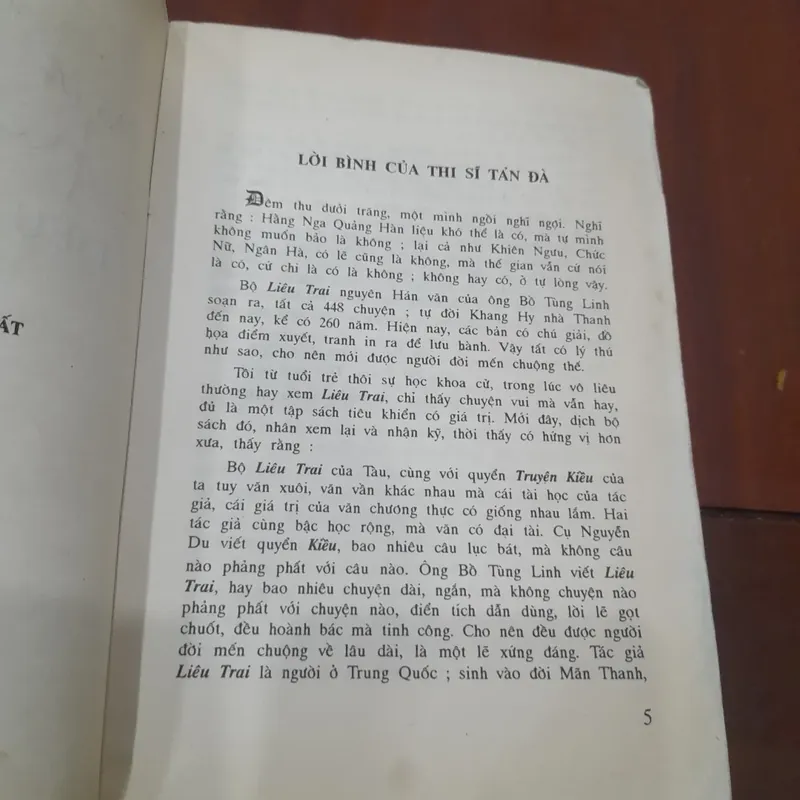 ẤT
LỜI BÌNH CỦA THI SĨ TẢN ĐÀ
Đêm thu dưới trăng, một mình ngồi nghĩ ngợi. Nghĩ
rằng : Hằng Nga Quảng Hàn liệu khó thể là có, mà tự mình
không muốn bảo là không ; lại cả như Khiên Ngưu, Chức
Nữ, Ngân Hà, có lẽ cũng là không, mà thế gian vẫn cứ nói
là có, cứ chi là có là không ; không hay có, ở tự lòng vậy.
Bộ Liêu Trai nguyên Hán văn của ông Bồ Tùng Linh
soạn ra, tất cả 448 chuyện ; tự đời Khang Hy nhà Thanh
đến nay, kể có 260 năm. Hiện nay, các bản có chú giải, đồ
họa điểm xuyết, tranh in ra để lưu hành. Vậy tất có lý thú
như sao, cho nên mới được người đời mến chuộng thế.
Tôi từ tuổi trẻ thôi sự học khoa cử, trong lúc vô liêu
thường hay xem Liêu Trai, chỉ thấy chuyện vui mà vẫn hay,
đủ là một tập sách tiêu khiển có giá trị. Mới đây, dịch bộ
sách đó, nhân xem lại và nhận kỹ, thời thấy có hứng vị hơn
xưa, thấy rằng :
Bộ Liêu Trai của Tàu, cùng với quyển Truyện Kiều của
ta tuy văn xuôi, văn vần khác nhau mà cái tài học của tác
giả, cái giá trị của văn chương thực có giống nhau lắm. Hai
tác giả cùng bậc học rộng, mà văn có đại tài. Cụ Nguyễn
Du viết quyển Kiều, bao nhiêu câu lục bát, mà không câu
nào phảng phất với câu nào. Ông Bồ Tùng Linh viết Liêu
Trai, hay bao nhiêu chuyện dài, ngắn, mà không chuyện nào
phảng phất với chuyện nào, điển tích dẫn dùng, lời lẽ gọt
chuốt, đều hoành bác mà tinh công. Cho nên đều được người
đời mến chuộng về lâu dài, là một lẽ xứng đáng. Tác giả
Liêu Trai là người ở Trung Quốc ; sinh vào đời Mãn Thanh,
5